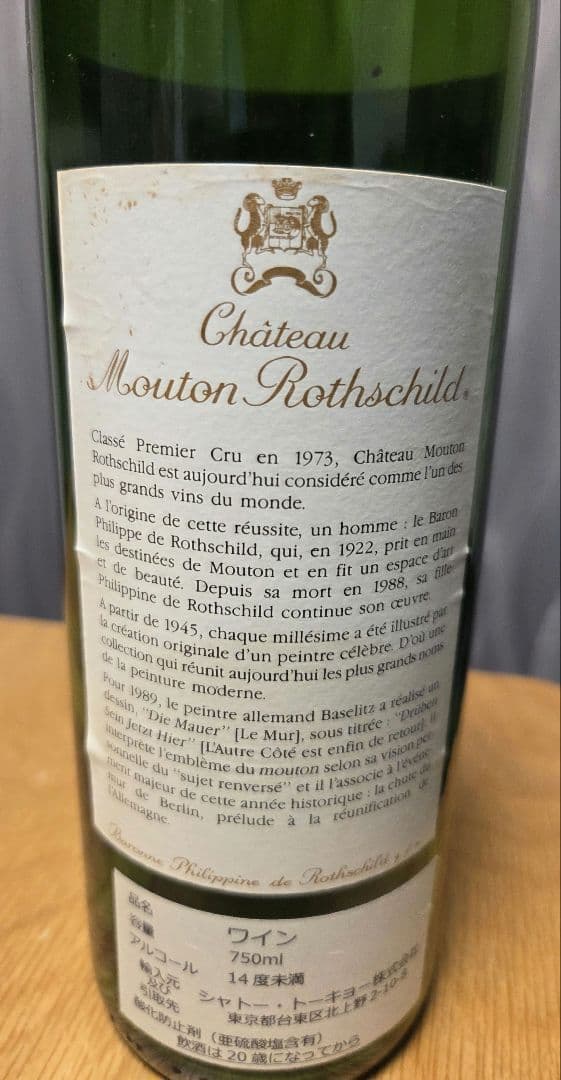 Château
Mouton Rothschild®
Classé Premier Cru en 1973, Château Mouton
Rothschild est aujourd'hui considéré comme l'un des
plus grands vins du monde.
A l'origine de cette réussite, un homme : le Baron
Philippe de Rothschild, qui, en 1922, prit en main
les destinées de Mouton et en fit un espace d'art
et de beauté. Depuis sa mort en 1988, sa fille
Philippine de Rothschild continue son œuvre.
A partir de 1945, chaque millésime a été illustré par
la création originale d'un peintre célèbre. D'où une
collection qui réunit aujourd'hui les plus grands noms
de la peinture moderne.
Pour 1989, le peintre allemand Baselitz a réalisé un
dessin, "Die Mauer" [Le Mur], sous titrée : "Drüben
sein Jetzt Hier" [L'Autre Côté est enfin de retour]. Il
interprète l'emblème du mouton selon sa vision per-
sonnelle du "sujet renversé" et il l'associe à l'évène-
ment majeur de cette année historique : la chute du
mur de Berlin, prélude à la réunification de
l'Allemagne.
Baronne Philippine de Rothschild
品名 ワイン
容量 750ml
アルコール 14度未満
輸入元 シャトー・トーキョー株式会社
及び
引取先 東京都台東区北上野2-10-8
酸化防止剤(亜硫酸塩含有)
飲酒は20歳になってから